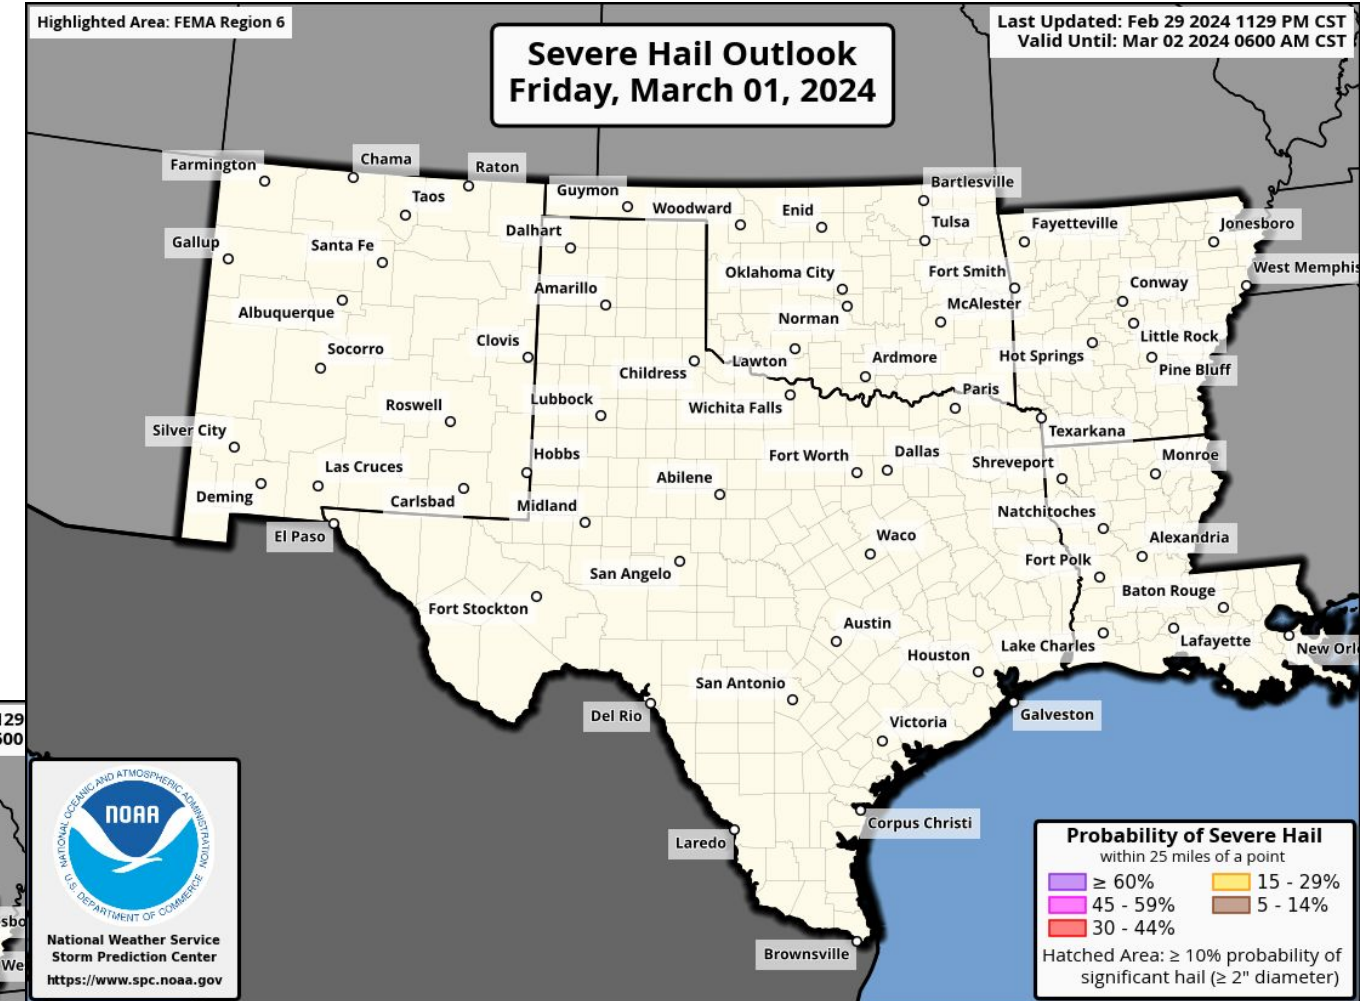 Highlighted Area: FEMA Region 6
Last Updated: Feb 29 2024 1129 PM CST
Valid Until: Mar 02 2024 0600 AM CST
Severe Hail Outlook
Friday, March 01, 2024
Farmington
Chama
Raton
Taos
Guymon
Woodward
Enid
Bartlesville
Tulsa
Fayetteville
Jonesboro
Gallup
Santa Fe
Dalhart
Oklahoma City
Fort Smith
West Memphis
Albuquerque
Amarillo
Norman
McAlester
Conway
Little Rock
Socorro
Clovis
Childress
Lawton
Ardmore
Hot Springs
Pine Bluff
Roswell
Lubbock
Wichita Falls
Paris
Texarkana
Silver City
Las Cruces
Hobbs
Abilene
Fort Worth
Dallas
Shreveport
Monroe
Deming
Carlsbad
Midland
Natchitoches
El Paso
San Angelo
Waco
Fort Polk
Alexandria
Fort Stockton
Baton Rouge
Austin
Houston
Lake Charles
Lafayette
New Orl
Del Rio
San Antonio
Victoria
Galveston
Laredo
Corpus Christi
Brownsville
129
600
sbo
We
NATIONAL OCEANIC AND ATMOSPHERIC ADMINISTRATION
NOAA
U.S. DEPARTMENT OF COMMERCE
National Weather Service
Storm Prediction Center
https://www.spc.noaa.gov
Probability of Severe Hail
within 25 miles of a point
≥ 60% 15 - 29%
45 - 59% 5 - 14%
30 - 44%
Hatched Area: ≥ 10% probability of
significant hail (≥ 2" diameter)